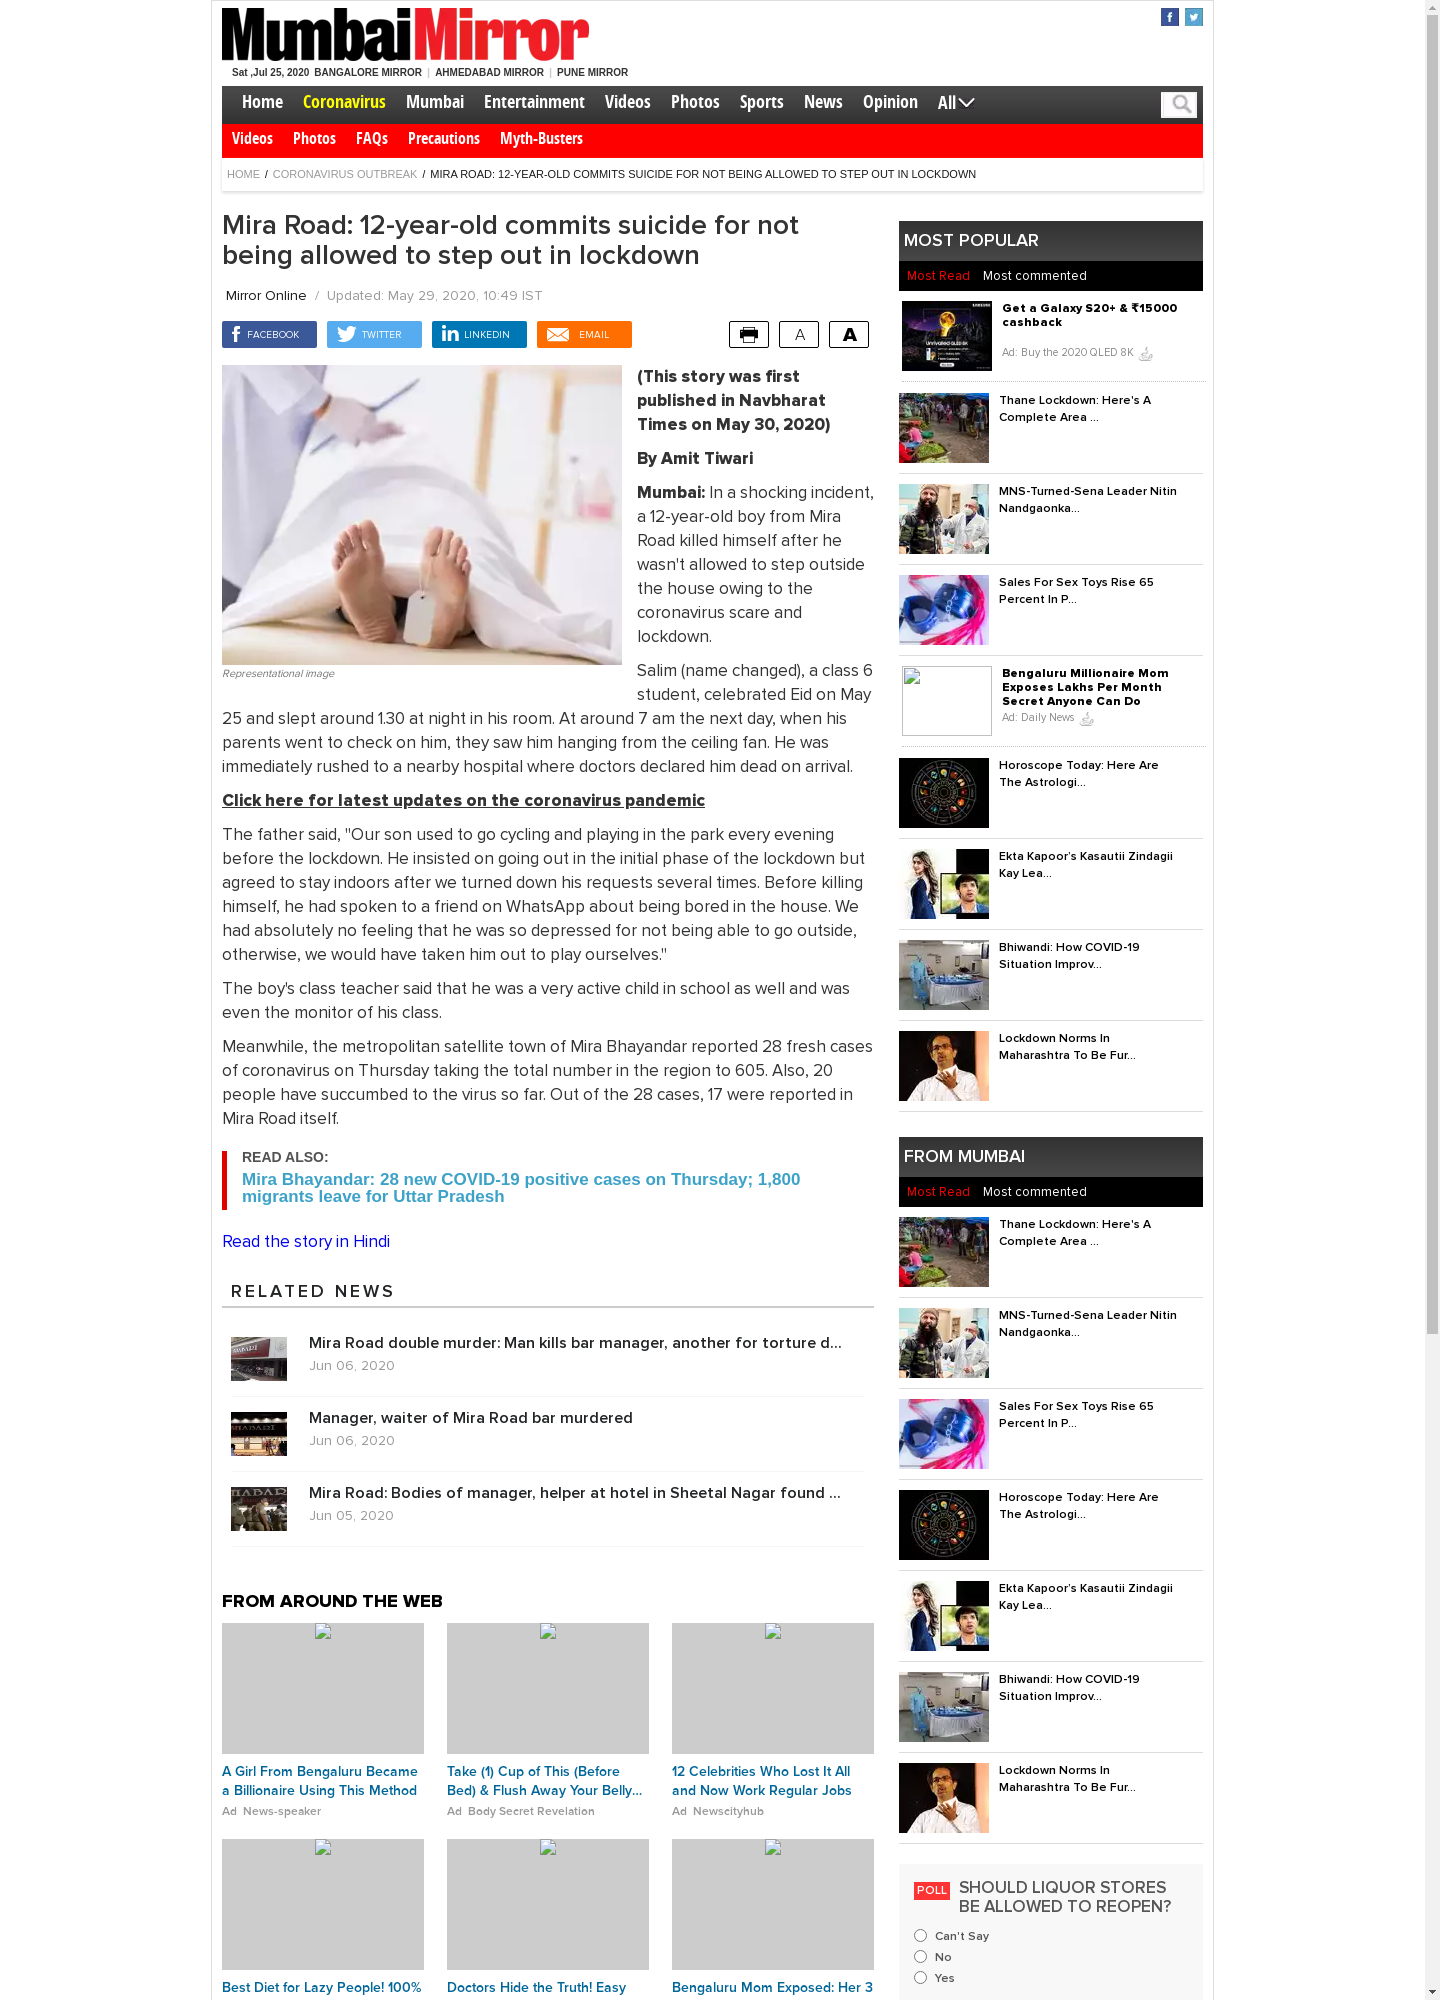 MumbaiMirror
Sat ,Jul 25, 2020 BANGALORE MIRROR | AHMEDABAD MIRROR | PUNE MIRROR
Home Coronavirus Mumbai Entertainment Videos Photos Sports News Opinion All
Videos Photos FAQs Precautions Myth-Busters
HOME / CORONAVIRUS OUTBREAK / MIRA ROAD: 12-YEAR-OLD COMMITS SUICIDE FOR NOT BEING ALLOWED TO STEP OUT IN LOCKDOWN
Mira Road: 12-year-old commits suicide for not
being allowed to step out in lockdown
Mirror Online / Updated: May 29, 2020, 10:49 IST
FACEBOOK TWITTER LINKEDIN EMAIL A A
(This story was first
published in Navbharat
Times on May 30, 2020)
By Amit Tiwari
Mumbai: In a shocking incident,
a 12-year-old boy from Mira
Road killed himself after he
wasn't allowed to step outside
the house owing to the
coronavirus scare and
lockdown.
Representational image
Salim (name changed), a class 6
student, celebrated Eid on May
25 and slept around 1.30 at night in his room. At around 7 am the next day, when his
parents went to check on him, they saw him hanging from the ceiling fan. He was
immediately rushed to a nearby hospital where doctors declared him dead on arrival.
Click here for latest updates on the coronavirus pandemic
The father said, "Our son used to go cycling and playing in the park every evening
before the lockdown. He insisted on going out in the initial phase of the lockdown but
agreed to stay indoors after we turned down his requests several times. Before killing
himself, he had spoken to a friend on WhatsApp about being bored in the house. We
had absolutely no feeling that he was so depressed for not being able to go outside,
otherwise, we would have taken him out to play ourselves."
The boy's class teacher said that he was a very active child in school as well and was
even the monitor of his class.
Meanwhile, the metropolitan satellite town of Mira Bhayandar reported 28 fresh cases
of coronavirus on Thursday taking the total number in the region to 605. Also, 20
people have succumbed to the virus so far. Out of the 28 cases, 17 were reported in
Mira Road itself.
READ ALSO:
Mira Bhayandar: 28 new COVID-19 positive cases on Thursday; 1,800
migrants leave for Uttar Pradesh
Read the story in Hindi
RELATED NEWS
Mira Road double murder: Man kills bar manager, another for torture d...
Jun 06, 2020
Manager, waiter of Mira Road bar murdered
Jun 06, 2020
Mira Road: Bodies of manager, helper at hotel in Sheetal Nagar found ...
Jun 05, 2020
FROM AROUND THE WEB
A Girl From Bengaluru Became
a Billionaire Using This Method
Ad News-speaker
Take (1) Cup of This (Before
Bed) & Flush Away Your Belly...
Ad Body Secret Revelation
12 Celebrities Who Lost It All
and Now Work Regular Jobs
Ad Newscityhub
Best Diet for Lazy People! 100%
Doctors Hide the Truth! Easy
Bengaluru Mom Exposed: Her 3
MOST POPULAR
Most Read Most commented
Get a Galaxy S20+ & ₹15000
cashback
Ad: Buy the 2020 QLED 8K
Thane Lockdown: Here's A
Complete Area ...
MNS-Turned-Sena Leader Nitin
Nandgaonka...
Sales For Sex Toys Rise 65
Percent In P...
Bengaluru Millionaire Mom
Exposes Lakhs Per Month
Secret Anyone Can Do
Ad: Daily News
Horoscope Today: Here Are
The Astrologi...
Ekta Kapoor's Kasautii Zindagii
Kay Lea...
Bhiwandi: How COVID-19
Situation Improv...
Lockdown Norms In
Maharashtra To Be Fur...
FROM MUMBAI
Most Read Most commented
Thane Lockdown: Here's A
Complete Area ...
MNS-Turned-Sena Leader Nitin
Nandgaonka...
Sales For Sex Toys Rise 65
Percent In P...
Horoscope Today: Here Are
The Astrologi...
Ekta Kapoor's Kasautii Zindagii
Kay Lea...
Bhiwandi: How COVID-19
Situation Improv...
Lockdown Norms In
Maharashtra To Be Fur...
POLL SHOULD LIQUOR STORES
BE ALLOWED TO REOPEN?
Can't Say
No
Yes